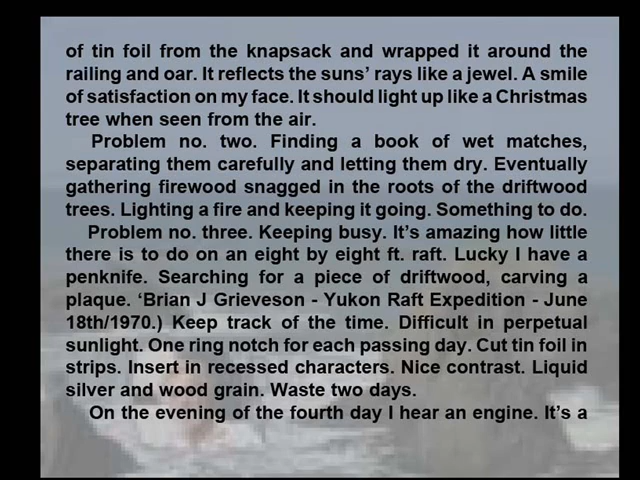 of tin foil from the knapsack and wrapped it around the
railing and oar. It reflects the suns’ rays like a jewel. A smile
of satisfaction on my face. It should light up like a Christmas
tree when seen from the air.
Problem no. two. Finding a book of wet matches,
separating them carefully and letting them dry. Eventually
gathering firewood snagged in the roots of the driftwood
trees. Lighting a fire and keeping it going. Something to do.
Problem no. three. Keeping busy. It’s amazing how little
there is to do on an eight by eight ft. raft. Lucky I have a
penknife. Searching for a piece of driftwood, carving a
plaque. ‘Brian J Grieveson - Yukon Raft Expedition - June
18th/1970.) Keep track of the time. Difficult in perpetual
sunlight. One ring notch for each passing day. Cut tin foil in
strips. Insert in recessed characters. Nice contrast. Liquid
silver and wood grain. Waste two days.
On the evening of the fourth day I hear an engine. It’s a